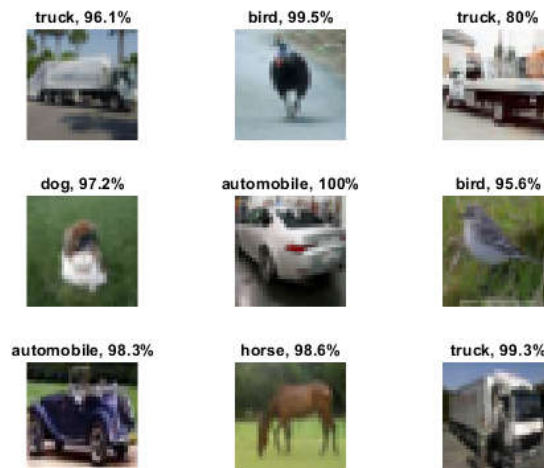 truck, 96.1%
bird, 99.5%
truck, 80%
dog, 97.2%
automobile, 100%
bird, 95.6%
automobile, 98.3%
horse, 98.6%
truck, 99.3%